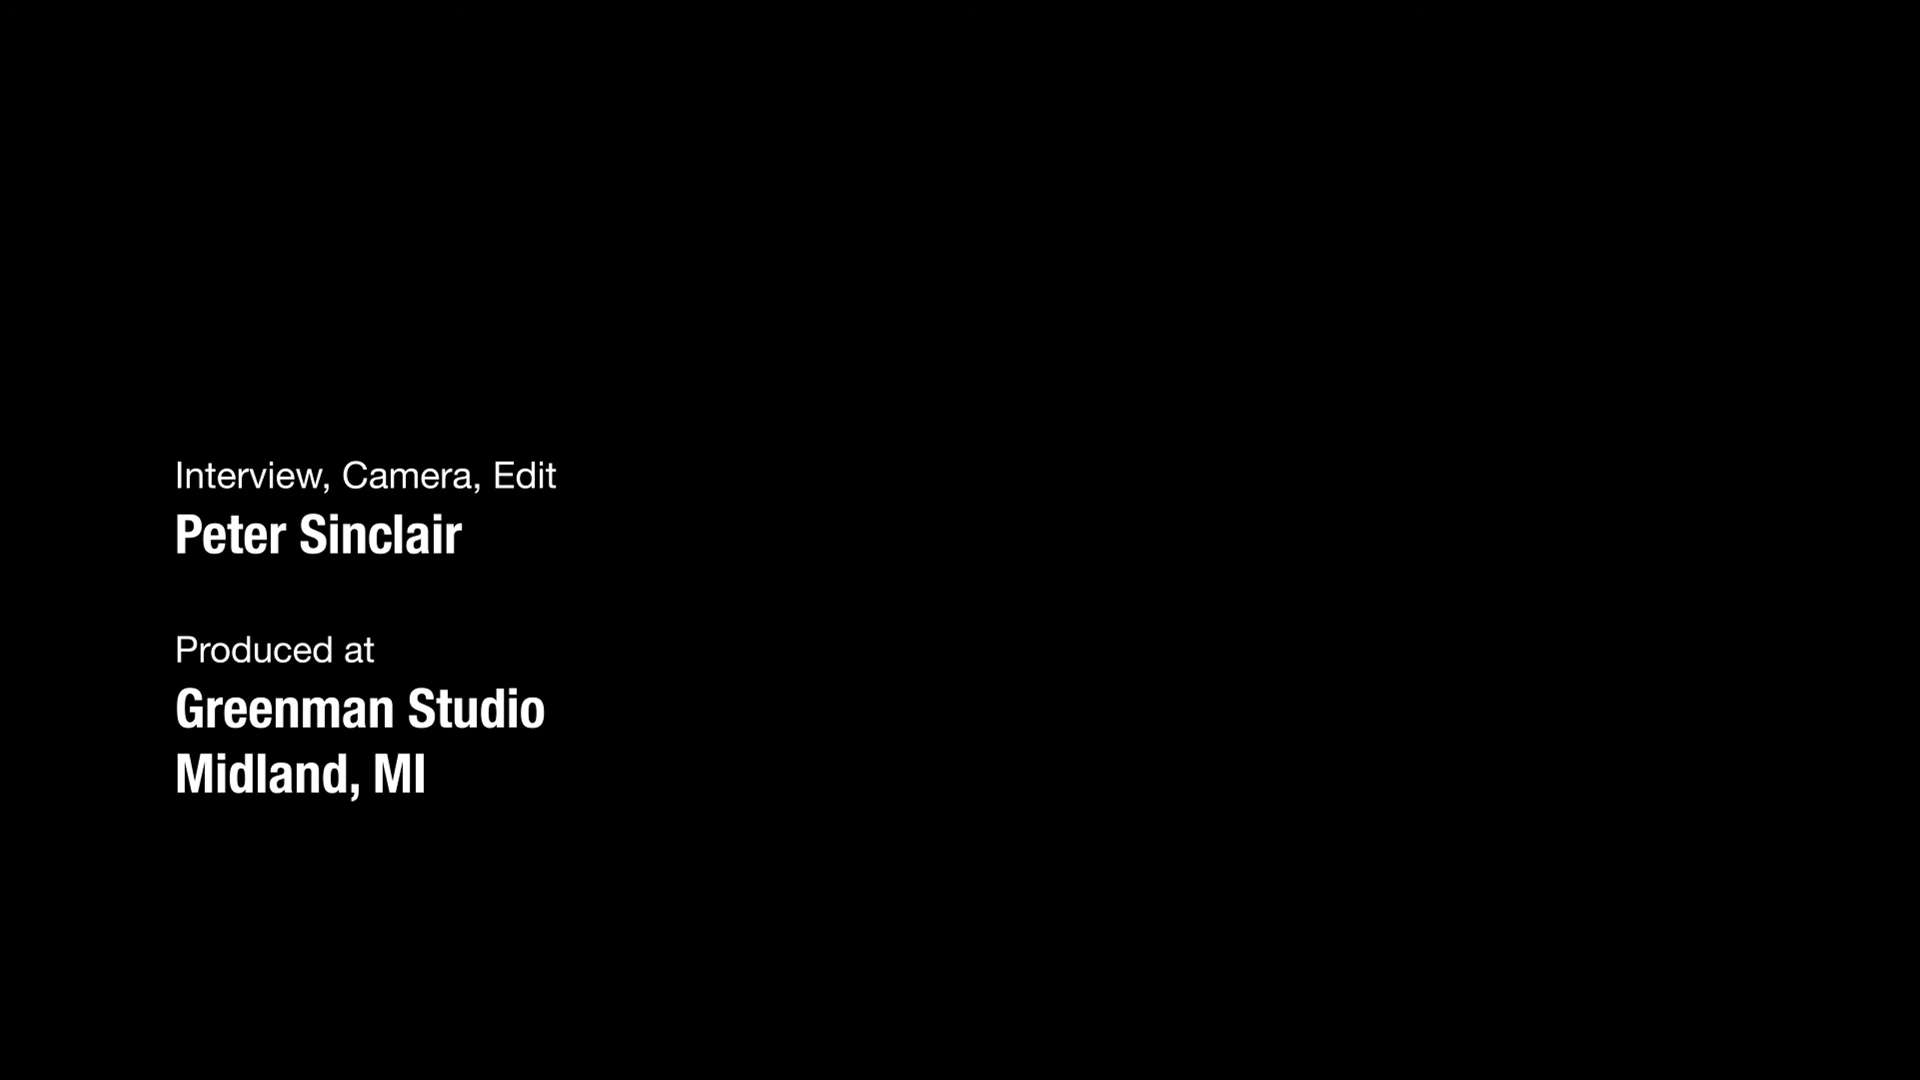 Interview, Camera, Edit
Peter Sinclair
Produced at
Greenman Studio
Midland, MI